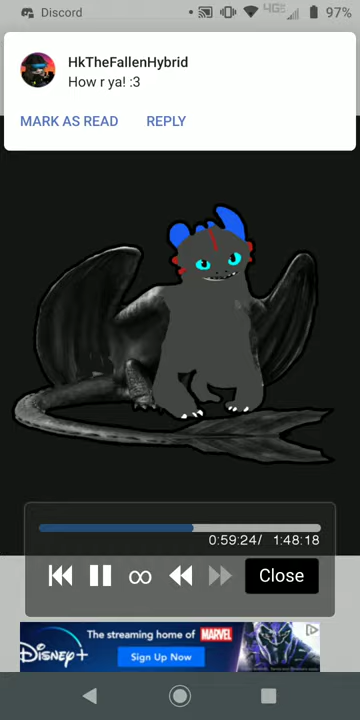 Discord
4GE
97%
HkTheFallenHybrid
How r ya! :3
MARK AS READ
REPLY
0:59:24/ 1:48:18
Close
The streaming home of MARVEL
Disney+
Sign Up Now